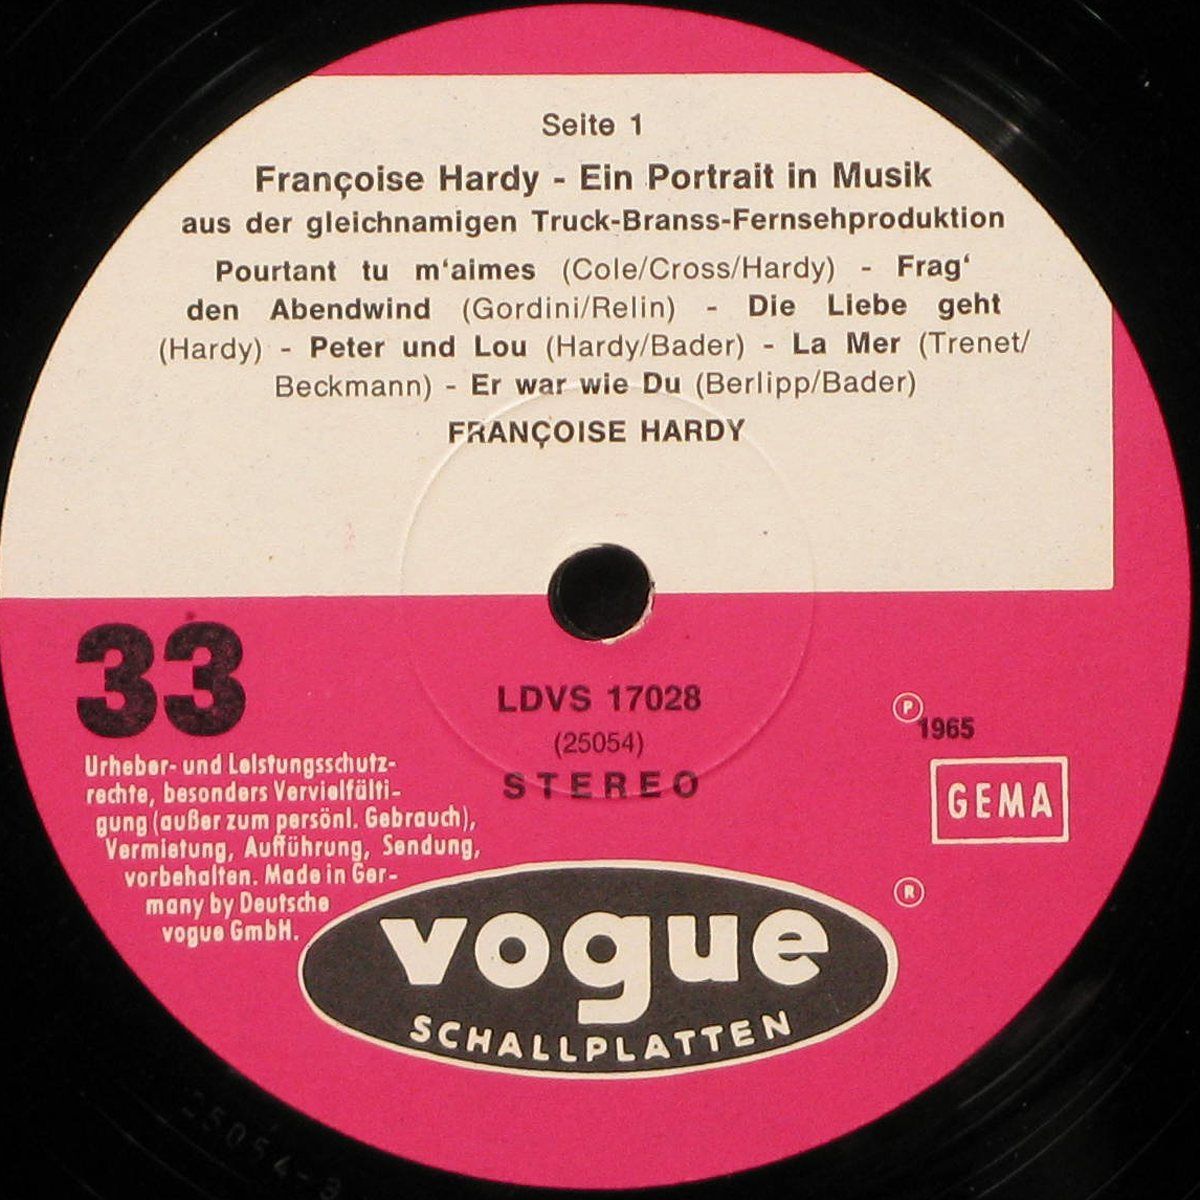 Seite 1
Françoise Hardy - Ein Portrait in Musik
aus der gleichnamigen Truck-Branss-Fernsehproduktion
Pourtant tu m‘aimes (Cole/Cross/Hardy) - Frag‘
den Abendwind (Gordini/Relin) - Die Liebe geht
(Hardy) - Peter und Lou (Hardy/Bader) - La Mer (Trenet/
Beckmann) - Er war wie Du (Berlipp/Bader)
FRANÇOISE HARDY
33
LDVS 17028
(25054)
STEREO
Ⓟ 1965
GEMA
Urheber- und Leistungsschutz-
rechte, besonders Vervielfälti-
gung (außer zum persönl. Gebrauch),
Vermietung, Aufführung, Sendung,
vorbehalten. Made in Ger-
many by Deutsche
vogue GmbH.
®
vogue
SCHALLPLATTEN